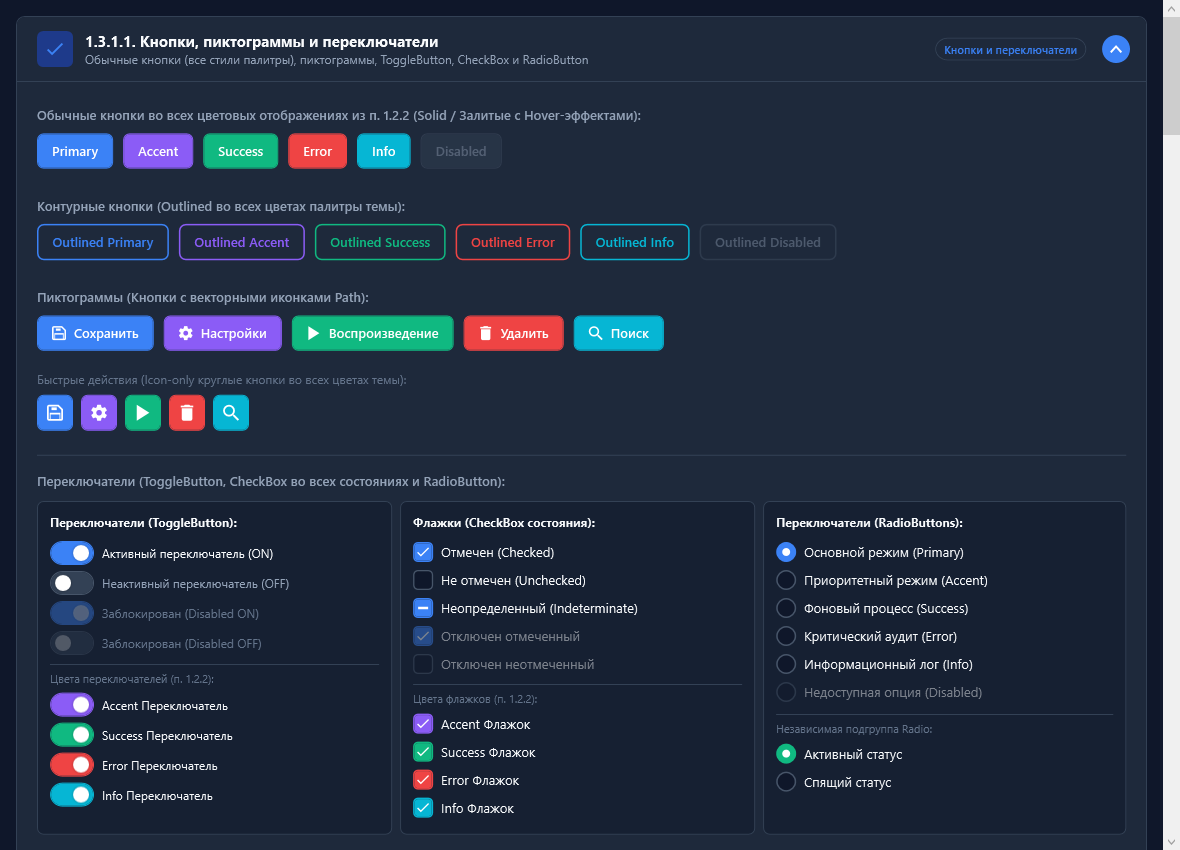 1.3.1.1. Кнопки, пиктограммы и переключатели
Обычные кнопки (все стили палитры), пиктограммы, ToggleButton, CheckBox и RadioButton
Кнопки и переключатели
Обычные кнопки во всех цветовых отображениях из п. 1.2.2 (Solid / Залитые с Hover-эффектами):
Primary
Accent
Success
Error
Info
Disabled
Контурные кнопки (Outlined во всех цветах палитры темы):
Outlined Primary
Outlined Accent
Outlined Success
Outlined Error
Outlined Info
Outlined Disabled
Пиктограммы (Кнопки с векторными иконками Path):
Сохранить
Настройки
Воспроизведение
Удалить
Поиск
Быстрые действия (Icon-only круглые кнопки во всех цветах темы):
Переключатели (ToggleButton, CheckBox во всех состояниях и RadioButton):
Переключатели (ToggleButton):
Активный переключатель (ON)
Неактивный переключатель (OFF)
Заблокирован (Disabled ON)
Заблокирован (Disabled OFF)
Цвета переключателей (п. 1.2.2):
Accent Переключатель
Success Переключатель
Error Переключатель
Info Переключатель
Флажки (CheckBox состояния):
Отмечен (Checked)
Не отмечен (Unchecked)
Неопределенный (Indeterminate)
Отключен отмеченный
Отключен неотмеченный
Цвета флажков (п. 1.2.2):
Accent Флажок
Success Флажок
Error Флажок
Info Флажок
Переключатели (RadioButtons):
Основной режим (Primary)
Приоритетный режим (Accent)
Фоновый процесс (Success)
Критический аудит (Error)
Информационный лог (Info)
Недоступная опция (Disabled)
Независимая подгруппа Radio:
Активный статус
Спящий статус